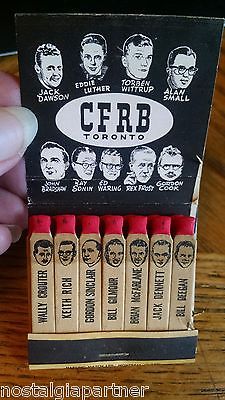 JACK DAWSON
EDDIE LUTHER
TORBEN WITTRUP
ALAN SMALL
CFRB
TORONTO
JOHN BRADSHAW
RAY SONIN
ED WARING
REX FROST
GORDON COOK
WALLY CROUTER
KEITH RICH
GORDON SINCLAIR
BILL GILMOUR
BRIAN McFARLANE
JACK DENNETT
BILL DEEGAN
nostalgiapartner